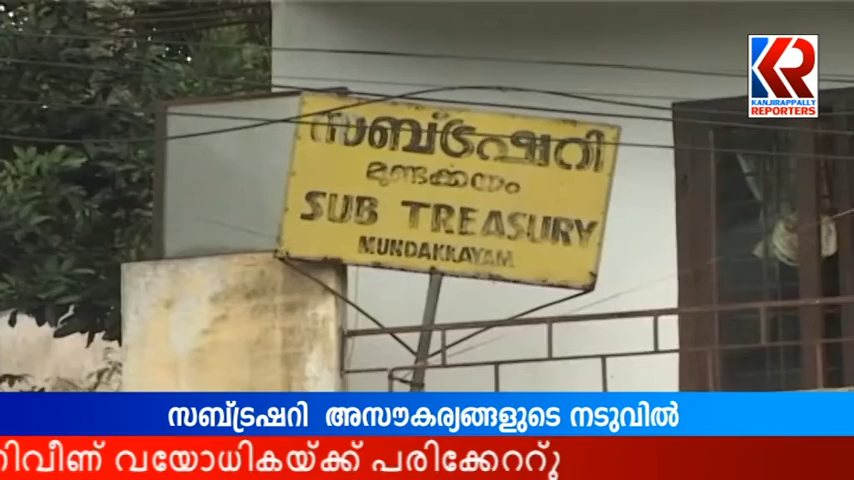 KR
KANJIRAPPALLY
REPORTERS
സബ്ട്രഷറി
മുണ്ടക്കയം
SUB TREASURY
MUNDAKKAYAM
സബ്ട്രഷറി അസൗകര്യങ്ങളുടെ നടുവില്‍
വയോധികയ്ക്ക് പരിക്കേററു്